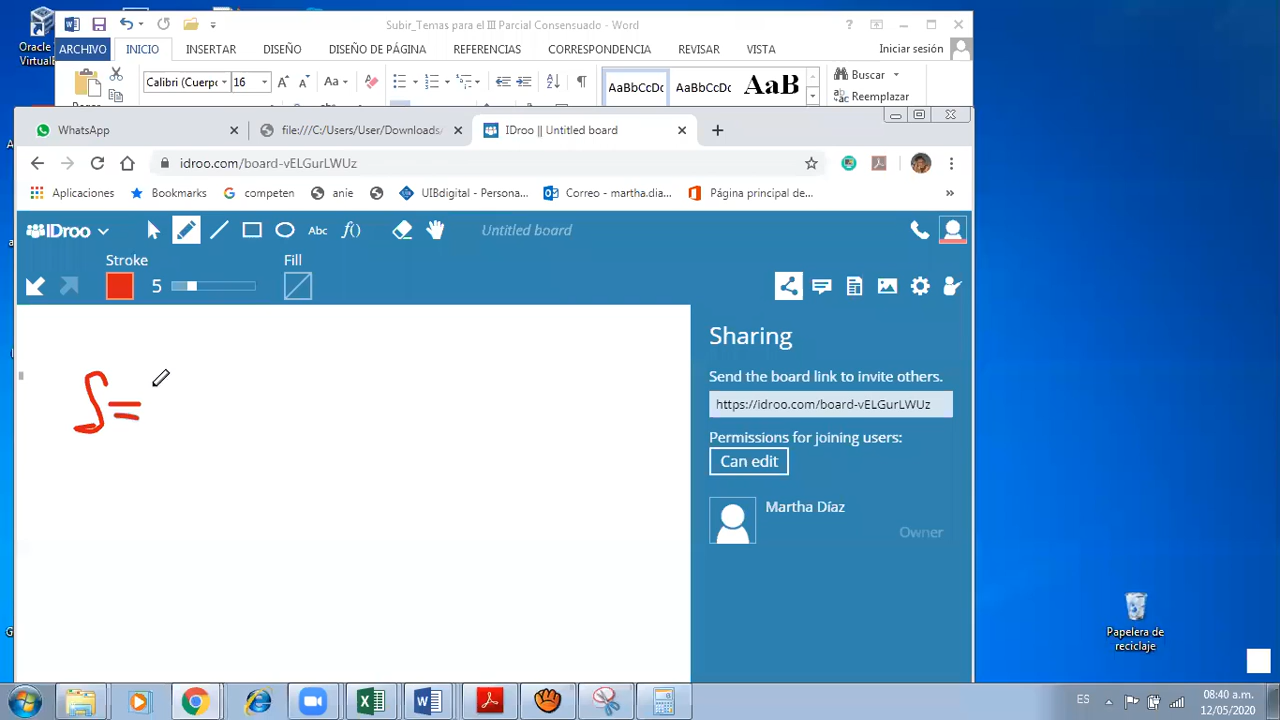 Oracle
VirtualB
Subir_Temas para el III Parcial Consensuado - Word
ARCHIVO INICIO INSERTAR DISEÑO DISEÑO DE PÁGINA REFERENCIAS CORRESPONDENCIA REVISAR VISTA Iniciar sesión
Calibri (Cuerpo 16 Aa AaBbCcDc AaBbCcDc AaB Buscar
Reemplazar
WhatsApp file:///C:/Users/User/Downloads/ IDroo || Untitled board
idroo.com/board-vELGurLWUz
Aplicaciones Bookmarks competen anie UIBdigital - Persona... Correo - martha.dia... Página principal de... »
IDroo Abc f() Untitled board
Stroke Fill
5
S=
Sharing
Send the board link to invite others.
https://idroo.com/board-vELGurLWUz
Permissions for joining users:
Can edit
Martha Díaz
Owner
Papelera de
reciclaje
ES 08:40 a.m.
12/05/2020